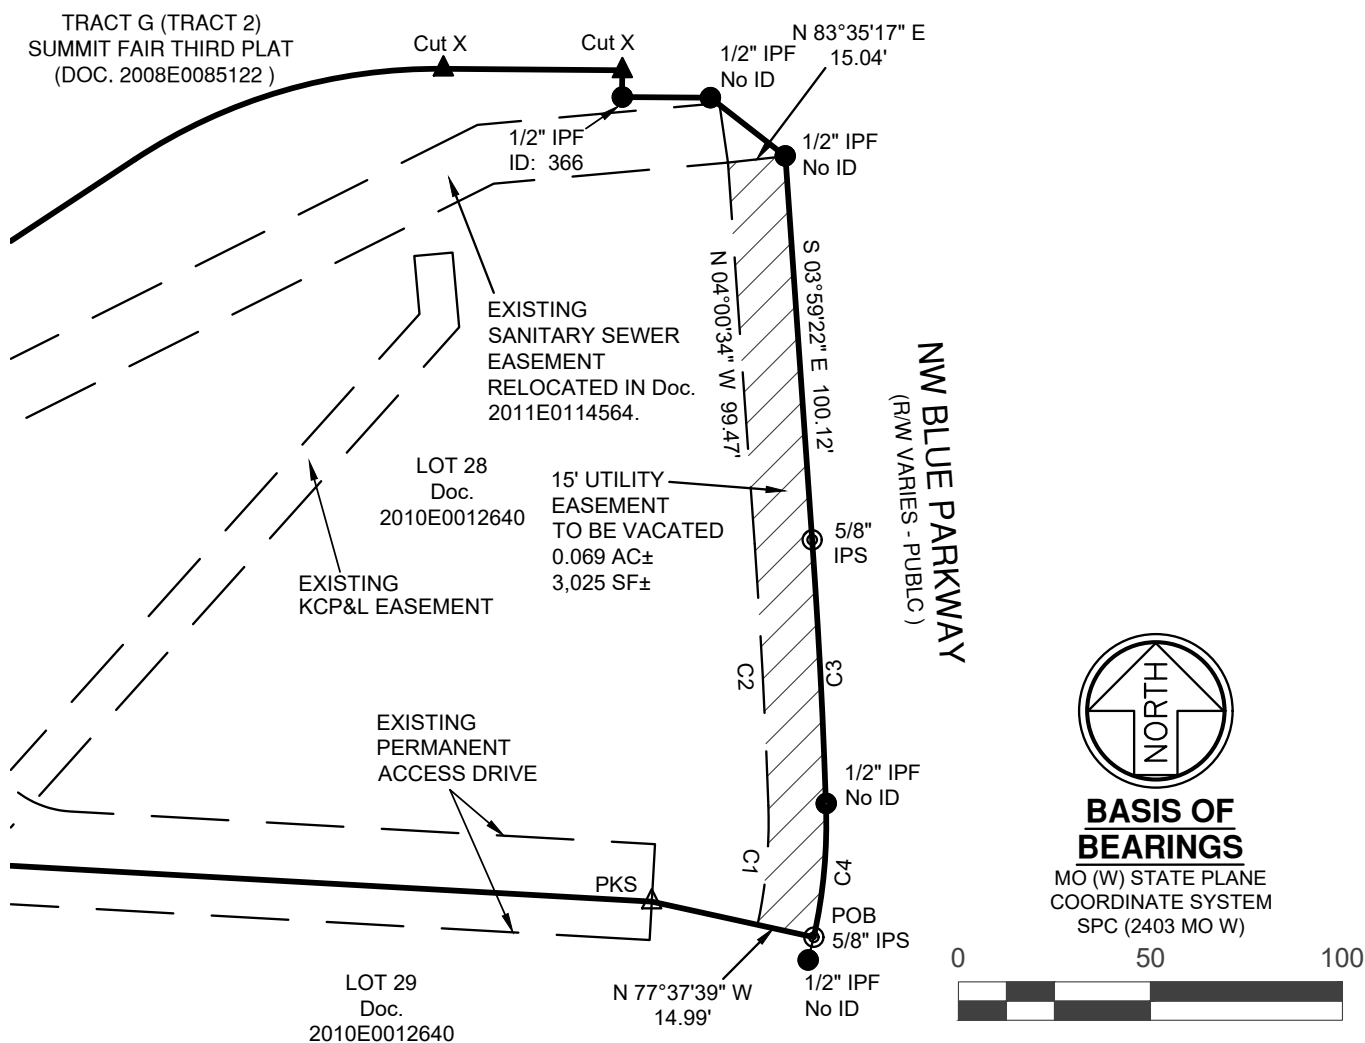 TRACT G (TRACT 2)
SUMMIT FAIR THIRD PLAT
(DOC. 2008E0085122 )
Cut X
Cut X
1/2" IPF
No ID
N 83°35'17" E
15.04'
1/2" IPF
ID: 366
1/2" IPF
No ID
S 03°59'22" E 100.12'
N 04°00'34" W 99.47'
EXISTING
SANITARY SEWER
EASEMENT
RELOCATED IN Doc.
2011E0114564.
NW BLUE PARKWAY
(R/W VARIES - PUBLC )
LOT 28
Doc.
2010E0012640
15' UTILITY
EASEMENT
TO BE VACATED
0.069 AC±
3,025 SF±
5/8"
IPS
EXISTING
KCP&L EASEMENT
C2
C3
EXISTING
PERMANENT
ACCESS DRIVE
1/2" IPF
No ID
C1
C4
PKS
POB
5/8" IPS
N 77°37'39" W
14.99'
1/2" IPF
No ID
LOT 29
Doc.
2010E0012640
NORTH
BASIS OF
BEARINGS
MO (W) STATE PLANE
COORDINATE SYSTEM
SPC (2403 MO W)
0 50 100